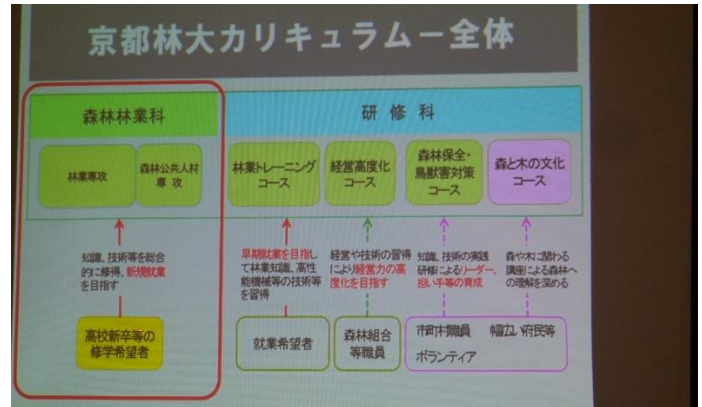 京都林大カリキュラムー全体
森林林業科
研修科
林業専攻
森林公共人材
専攻
林業トレーニング
コース
経営高度化
コース
森林保全・
鳥獣害対策
コース
森と木の文化
コース
知識、技術等を総合
的に修得、新規就業
を目指す
早期就業を目指し
て林業知識、高性
能機械等の技術等
を習得
経営や技術の習得
により経営力の高
度化を目指す
知識、技術の実践
研修によるリーダー、
担い手等の育成
森や木に関わる
講座による森林へ
の理解を深める
高校新卒等の
修学希望者
就業希望者
森林組合
等職員
市町村職員
幅広い府民等
ボランティア